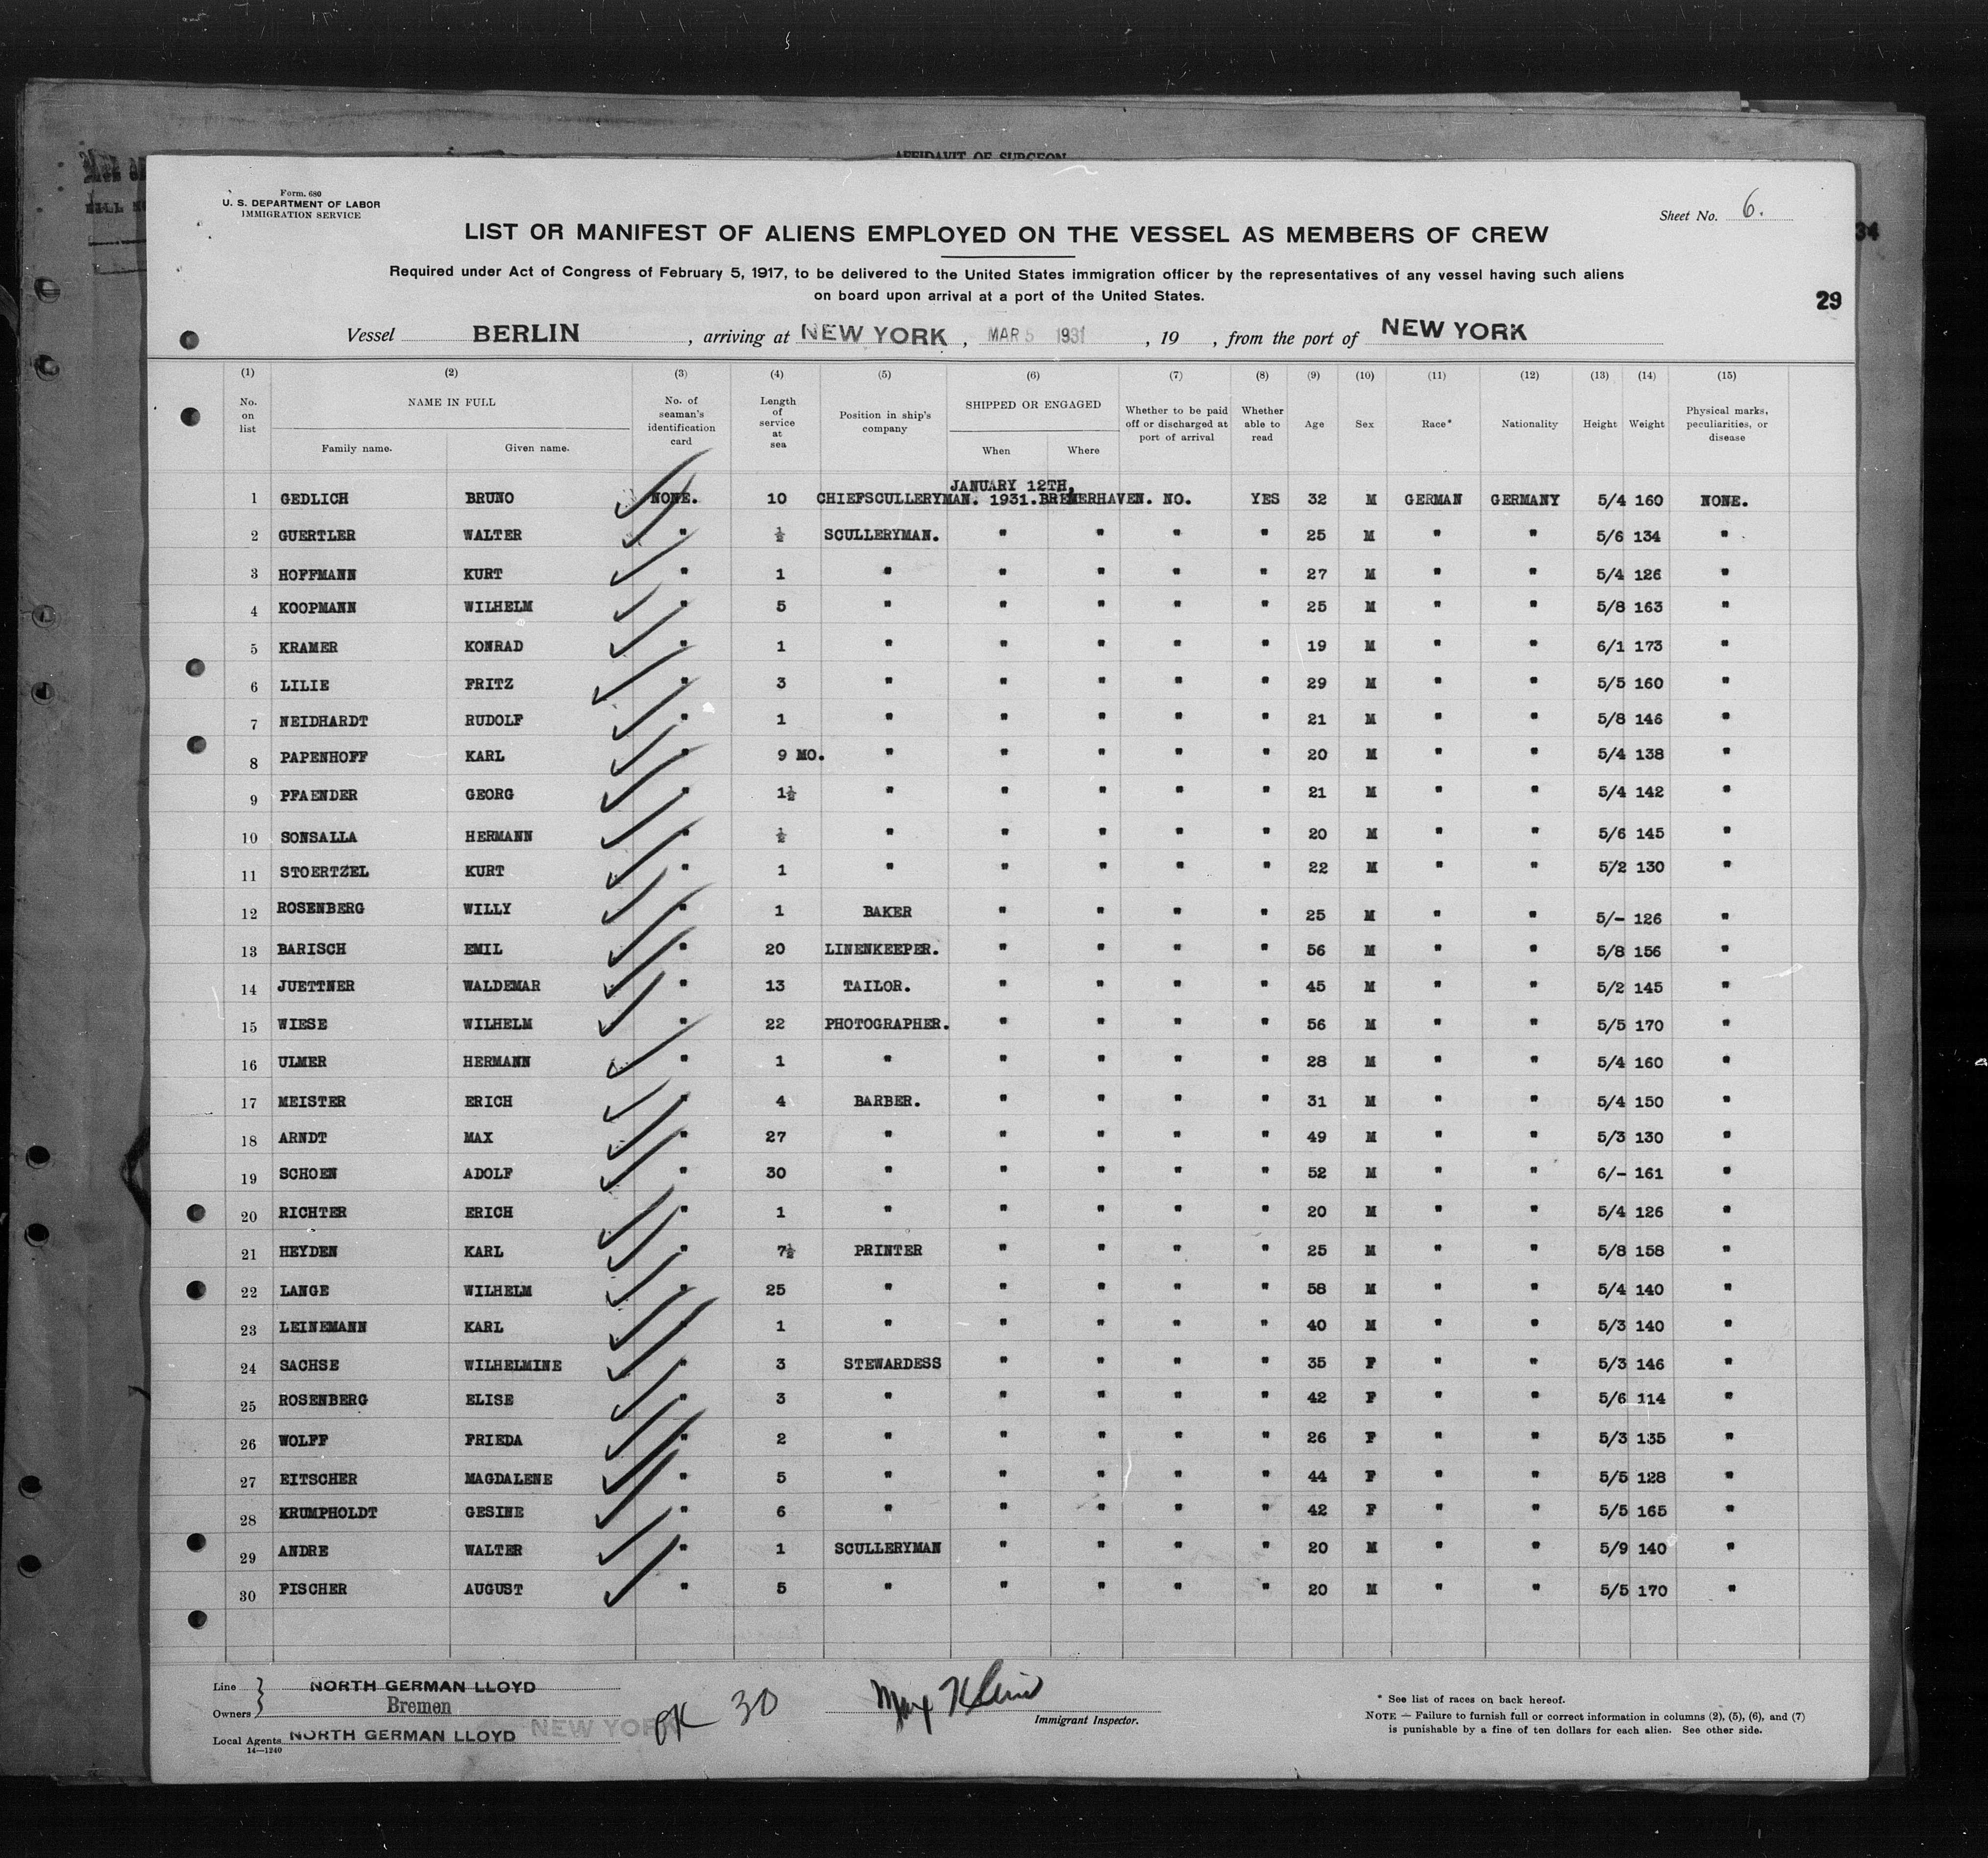 AFFIDAVIT OF SURGEON
Form. 680
U. S. DEPARTMENT OF LABOR
IMMIGRATION SERVICE
Sheet No. 6.
34
LIST OR MANIFEST OF ALIENS EMPLOYED ON THE VESSEL AS MEMBERS OF CREW
Required under Act of Congress of February 5, 1917, to be delivered to the United States immigration officer by the representatives of any vessel having such aliens
on board upon arrival at a port of the United States.
29
Vessel BERLIN , arriving at NEW YORK , MAR 5 1931 , 19 , from the port of NEW YORK
(1) (2) (3) (4) (5) (6) (7) (8) (9) (10) (11) (12) (13) (14) (15)
No. on list NAME IN FULL Family name. Given name. No. of seaman's identification card Length of service at sea Position in ship's company SHIPPED OR ENGAGED When Where Whether to be paid off or discharged at port of arrival Whether able to read Age Sex Race* Nationality Height Weight Physical marks, peculiarities, or disease
JANUARY 12TH,
1 GEDLICH BRUNO NONE. 10 CHIEFSCULLERYMAN. 1931. BREMERHAVEN. NO. YES 32 M GERMAN GERMANY 5/4 160 NONE.
2 GUERTLER WALTER " ½ SCULLERYMAN. " " " " 25 M " " 5/6 134 "
3 HOFFMANN KURT " 1 " " " " " 27 M " " 5/4 126 "
4 KOOPMANN WILHELM " 5 " " " " " 25 M " " 5/8 163 "
5 KRAMER KONRAD " 1 " " " " " 19 M " " 6/1 173 "
6 LILIE FRITZ " 3 " " " " " 29 M " " 5/5 160 "
7 NEIDHARDT RUDOLF " 1 " " " " " 21 M " " 5/8 146 "
8 PAPENHOFF KARL " 9 MO. " " " " " 20 M " " 5/4 138 "
9 PFAENDER GEORG " 1½ " " " " " 21 M " " 5/4 142 "
10 SONSALLA HERMANN " ½ " " " " " 20 M " " 5/6 145 "
11 STOERTZEL KURT " 1 " " " " " 22 M " " 5/2 130 "
12 ROSENBERG WILLY " 1 BAKER " " " " 25 M " " 5/- 126 "
13 BARISCH EMIL " 20 LINENKEEPER. " " " " 56 M " " 5/8 156 "
14 JUETTNER WALDEMAR " 13 TAILOR. " " " " 45 M " " 5/2 145 "
15 WIESE WILHELM " 22 PHOTOGRAPHER. " " " " 56 M " " 5/5 170 "
16 ULMER HERMANN " 1 " " " " " 28 M " " 5/4 160 "
17 MEISTER ERICH " 4 BARBER. " " " " 31 M " " 5/4 150 "
18 ARNDT MAX " 27 " " " " " 49 M " " 5/3 130 "
19 SCHOEN ADOLF " 30 " " " " " 52 M " " 6/- 161 "
20 RICHTER ERICH " 1 " " " " " 20 M " " 5/4 126 "
21 HEYDEN KARL " 7½ PRINTER " " " " 25 M " " 5/8 158 "
22 LANGE WILHELM " 25 " " " " " 58 M " " 5/4 140 "
23 LEINEMANN KARL " 1 " " " " " 40 M " " 5/3 140 "
24 SACHSE WILHELMINE " 3 STEWARDESS " " " " 35 F " " 5/3 146 "
25 ROSENBERG ELISE " 3 " " " " " 42 F " " 5/6 114 "
26 WOLFF FRIEDA " 2 " " " " " 26 F " " 5/3 135 "
27 EITSCHER MAGDALENE " 5 " " " " " 44 F " " 5/5 128 "
28 KRUMPHOLDT GESINE " 6 " " " " " 42 F " " 5/5 165 "
29 ANDRE WALTER " 1 SCULLERYMAN " " " " 20 M " " 5/9 140 "
30 FISCHER AUGUST " 5 " " " " " 20 M " " 5/5 170 "
Line NORTH GERMAN LLOYD
Owners Bremen
Local Agents NORTH GERMAN LLOYD NEW YORK
14—1240
OK 30
Max Klein
Immigrant Inspector.
* See list of races on back hereof.
NOTE — Failure to furnish full or correct information in columns (2), (5), (6), and (7)
is punishable by a fine of ten dollars for each alien. See other side.